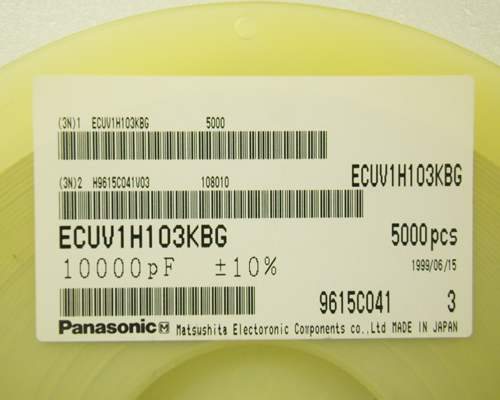 (3N)1 ECUV1H103KBG 5000
(3N)2 H9615C041V03 108010
ECUV1H103KBG
ECUV1H103KBG 5000pcs
10000pF ±10% 1999/06/15
9615C041 3
Panasonic M Matsushita Electoronic Components co.,Ltd MADE IN JAPAN